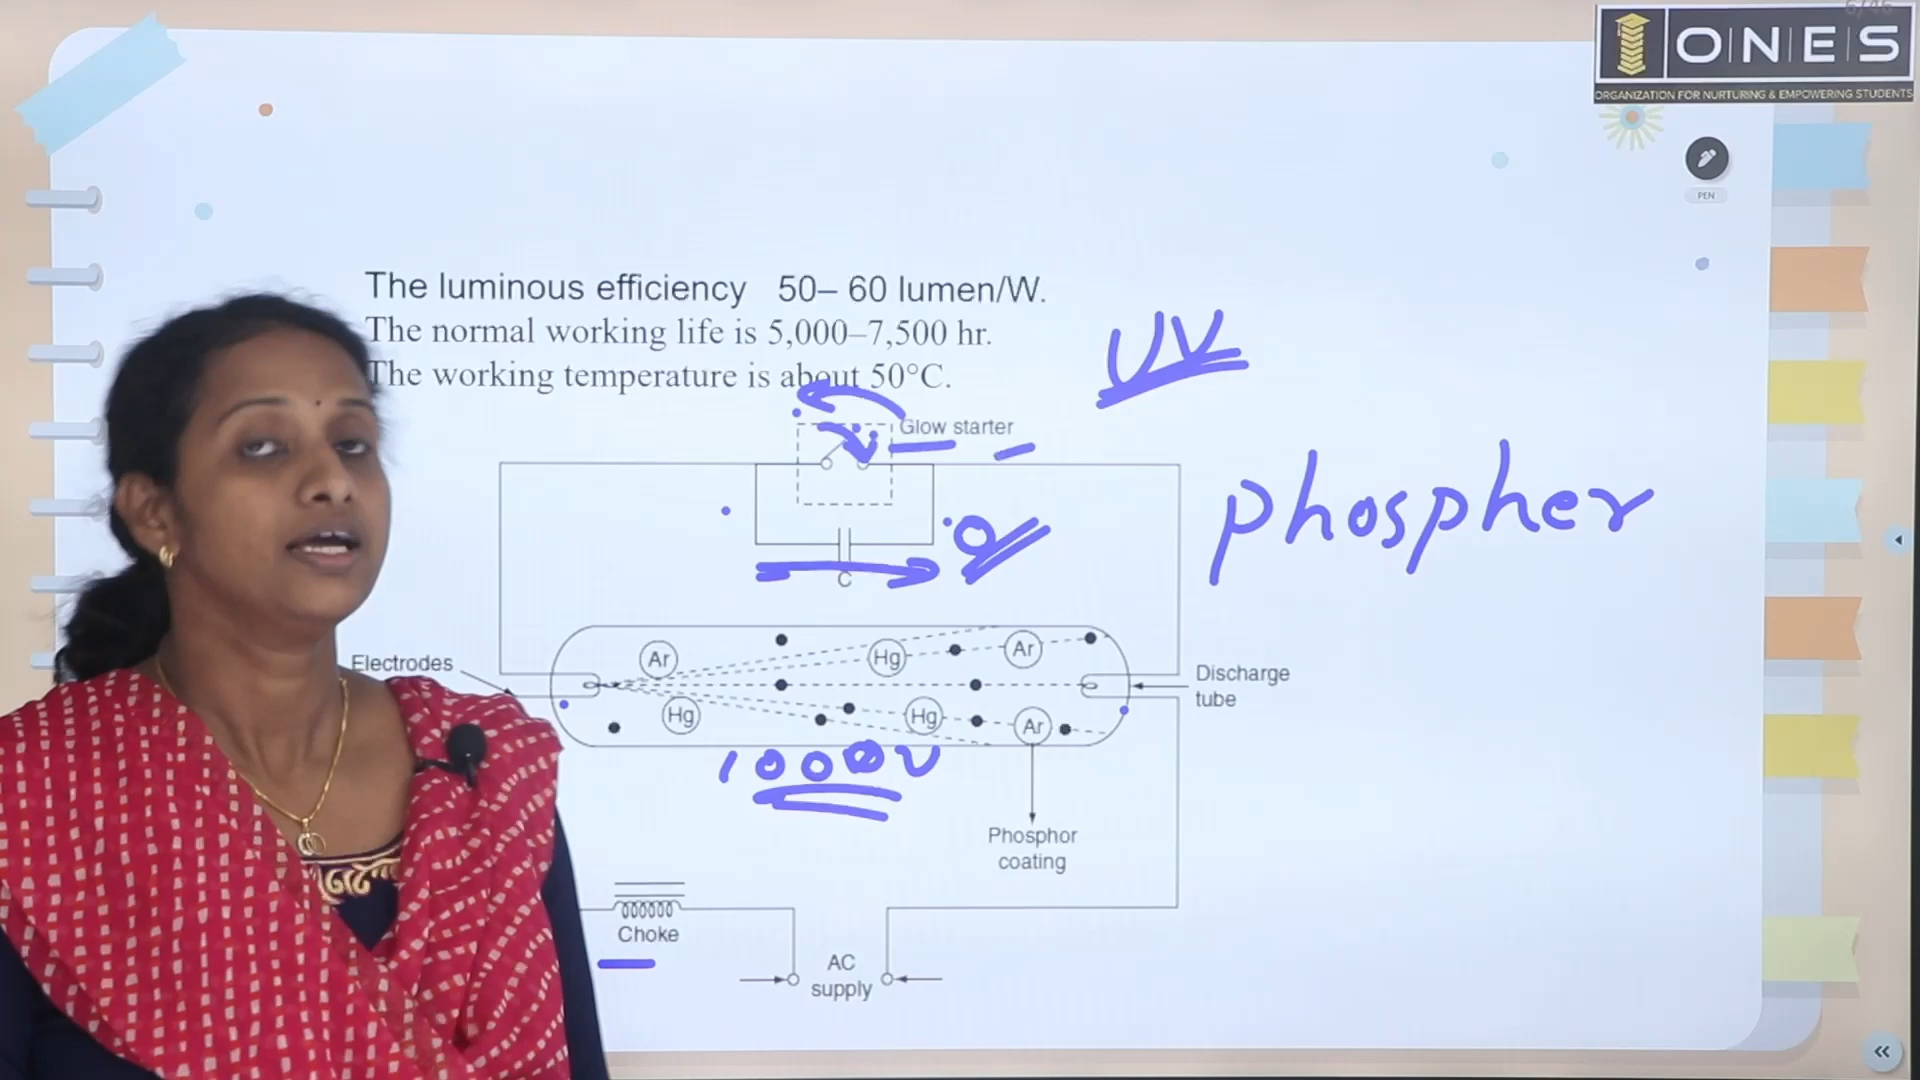 6/46
ONES
ORGANIZATION FOR NURTURING & EMPOWERING STUDENTS
PEN
The luminous efficiency 50– 60 lumen/W.
The normal working life is 5,000–7,500 hr.
The working temperature is about 50°C.
UV
Glow starter
phospher
C
Electrodes
Ar
Hg
Ar
Discharge
tube
Hg
Hg
Ar
1000V
Phosphor
coating
Choke
AC
supply